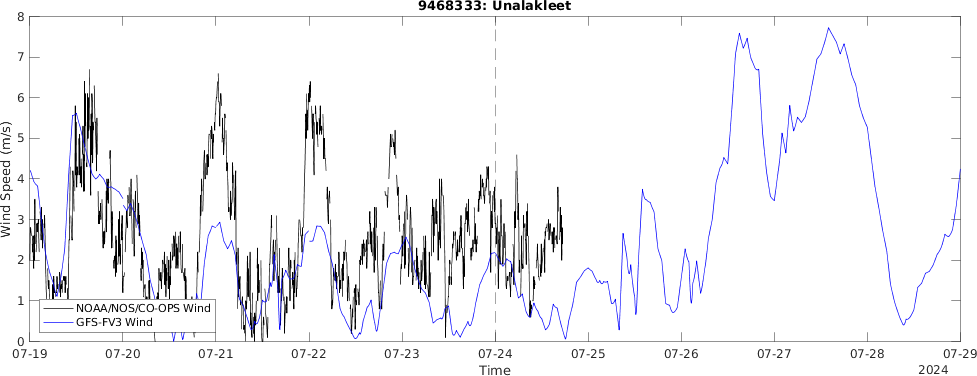 9468333: Unalakleet
Wind Speed (m/s)
8
7
6
5
4
3
2
1
0
NOAA/NOS/CO-OPS Wind
GFS-FV3 Wind
07-19 07-20 07-21 07-22 07-23 07-24 07-25 07-26 07-27 07-28 07-29
Time
2024